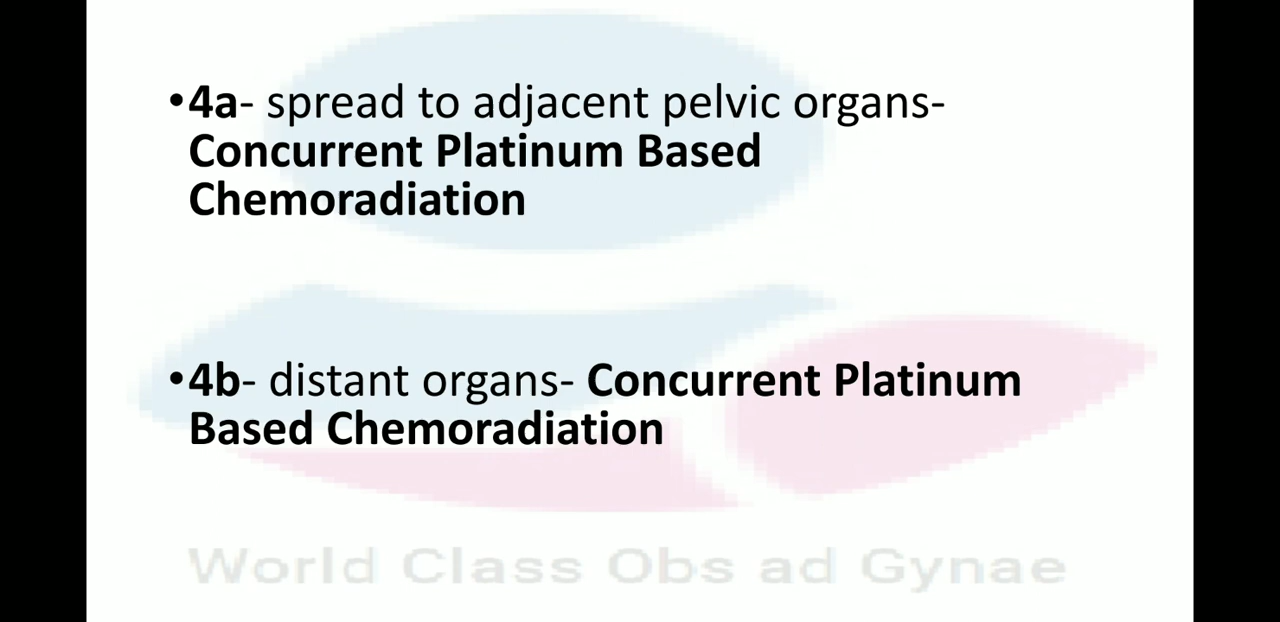 •4a- spread to adjacent pelvic organs-
Concurrent Platinum Based
Chemoradiation
•4b- distant organs- Concurrent Platinum
Based Chemoradiation
World Class Obs ad Gynae